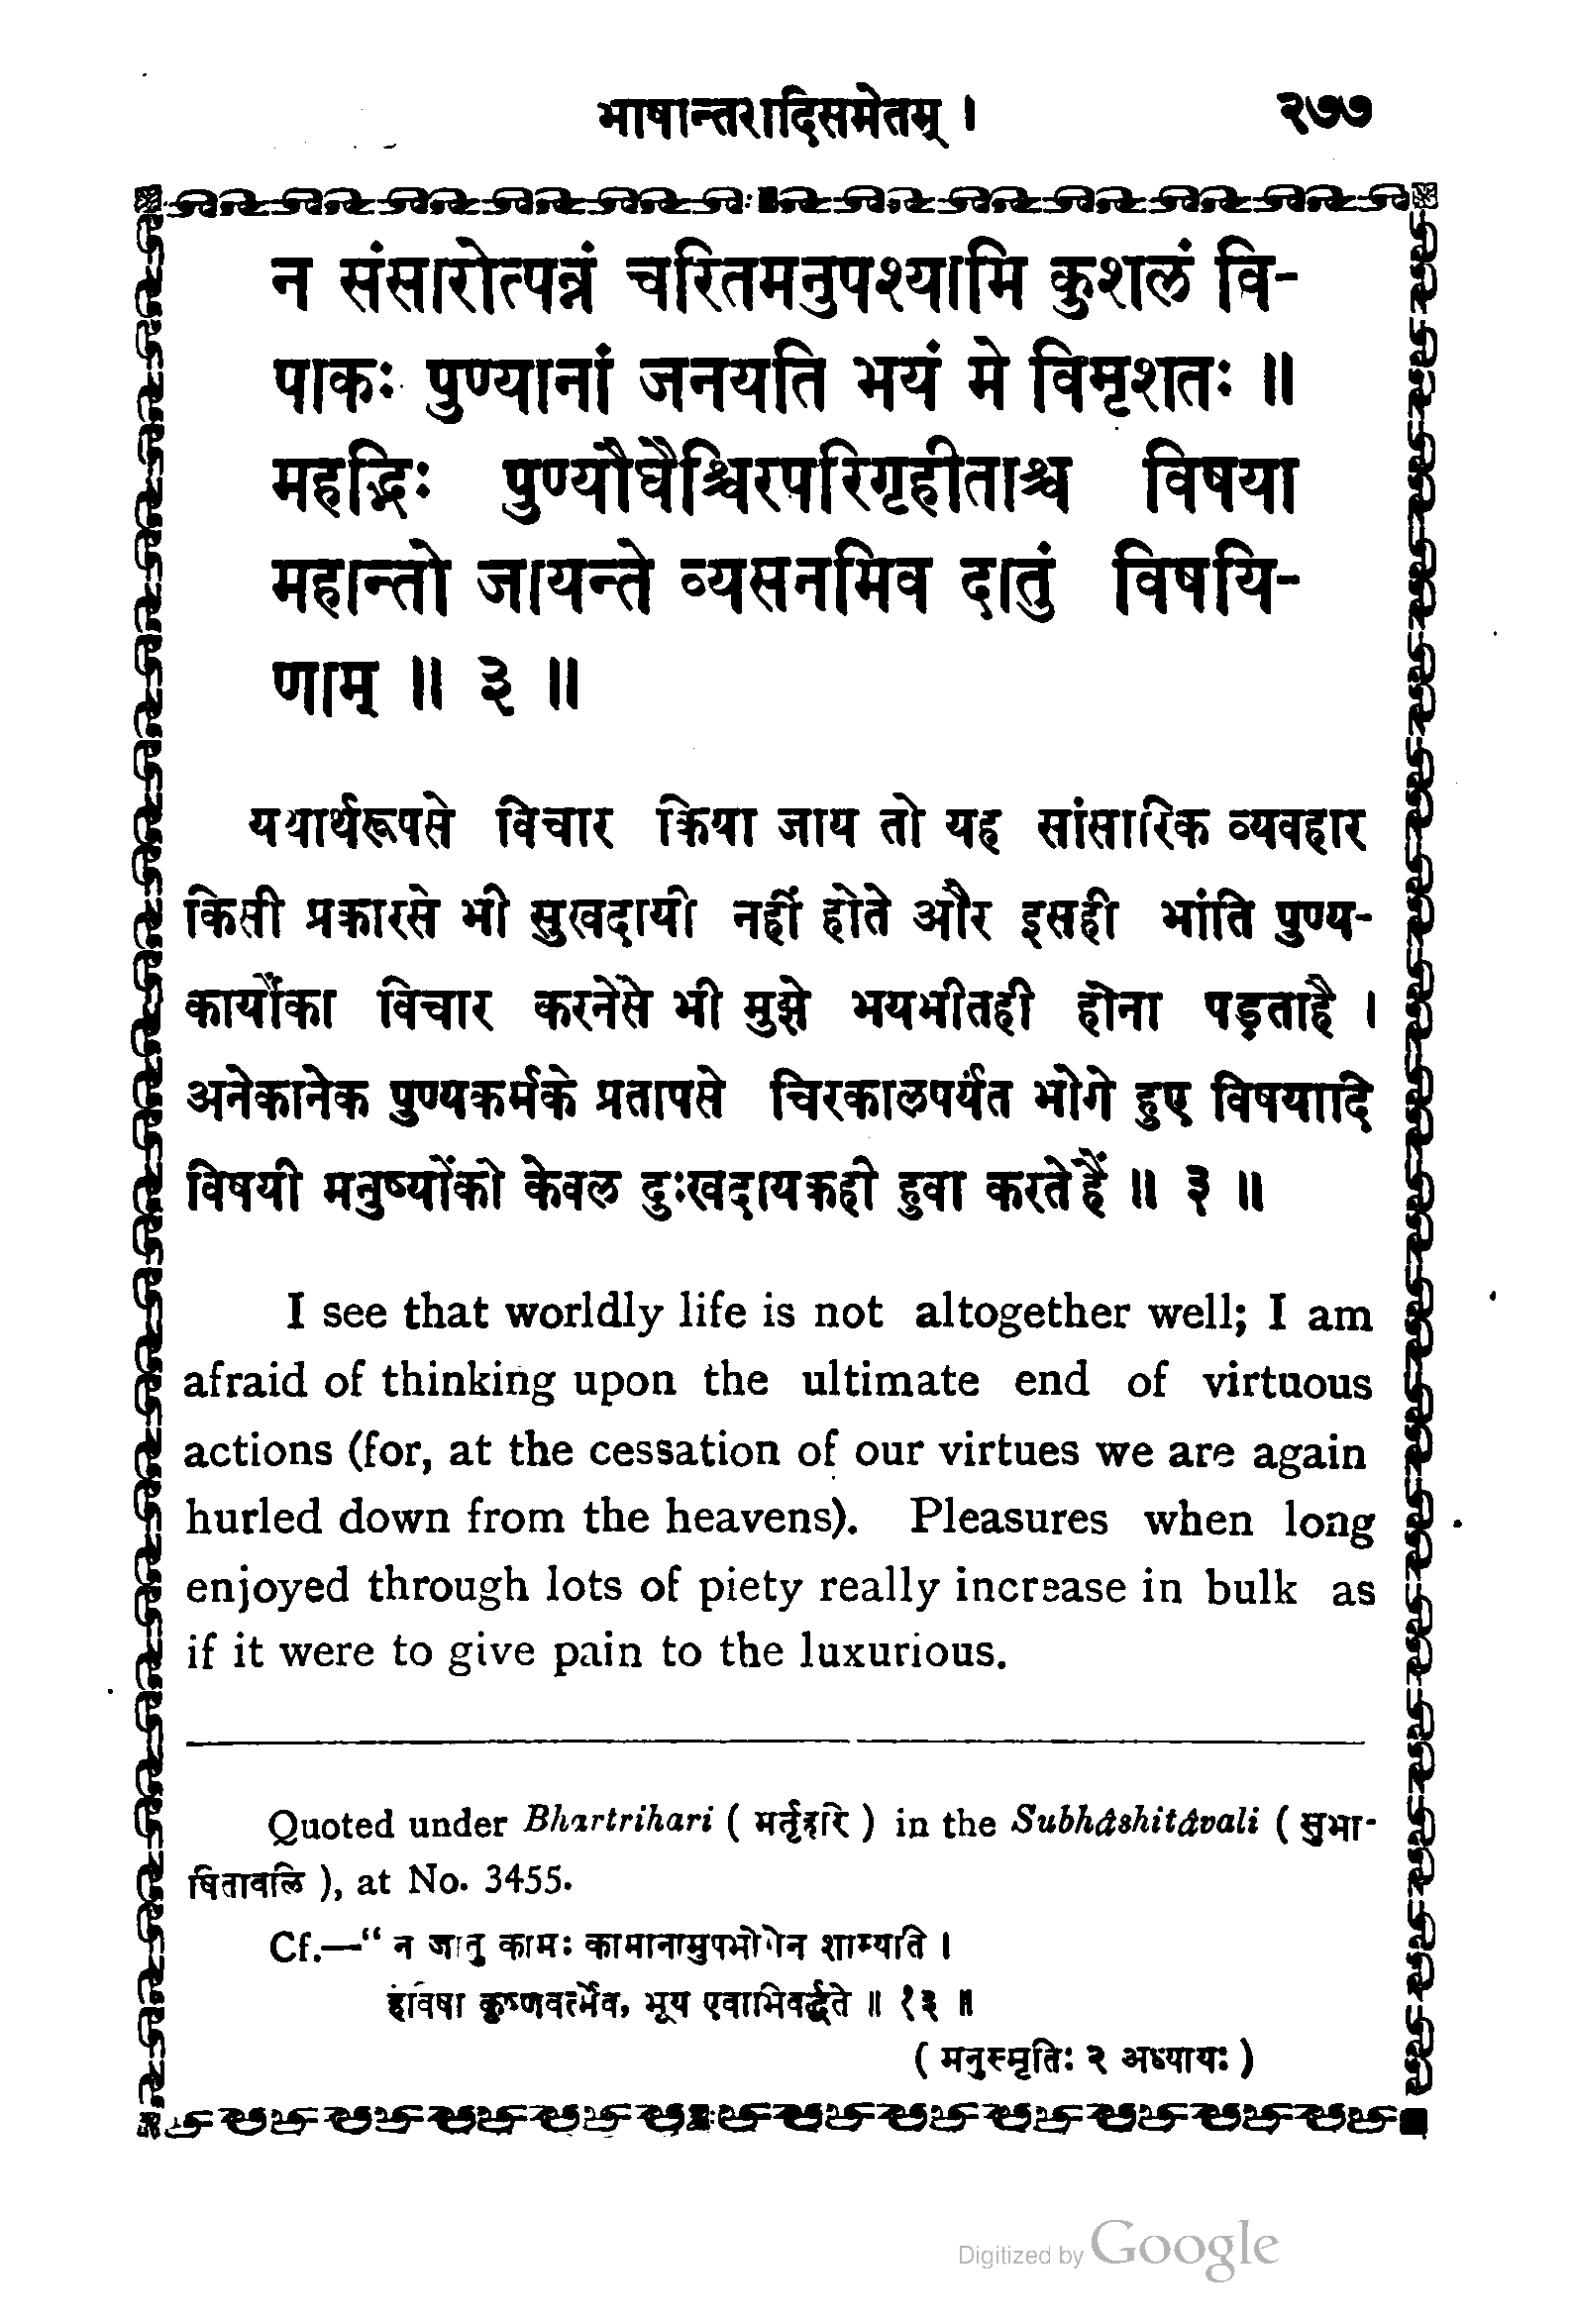 भाषान्तरादिसमेतम् । २७७
न संसारोत्पन्नं चरितमनुपश्यामि कुशलं वि-
पाकः पुण्यानां जनयति भयं मे विमृशतः ॥
महद्भिः पुण्यौघैश्चिरपरिगृहीताश्च विषया
महान्तो जायन्ते व्यसनमिव दातुं विषयि-
णाम् ॥ ३ ॥
यथार्थरूपसे विचार किया जाय तो यह सांसारिक व्यवहार
किसी प्रकारसे भी सुखदायी नहीं होते और इसही भांति पुण्य-
कार्योंका विचार करनेसे भी मुझे भयभीतही होना पड़ताहै ।
अनेकानेक पुण्यकर्मके प्रतापसे चिरकालपर्यंत भोगे हुए विषयादि
विषयी मनुष्योंको केवल दुःखदायकही हुवा करतेहैं ॥ ३ ॥
I see that worldly life is not altogether well; I am
afraid of thinking upon the ultimate end of virtuous
actions (for, at the cessation of our virtues we are again
hurled down from the heavens). Pleasures when long
enjoyed through lots of piety really increase in bulk as
if it were to give pain to the luxurious.
Quoted under Bhartrihari ( भर्तृहरि ) in the Subhâshitâvali ( सुभा-
षितावलि ), at No. 3455.
Cf.—“ न जातु कामः कामानामुपभोगेन शाम्यति ।
हविषा कृष्णवर्त्मेव, भूय एवाभिवर्द्धते ॥ १३ ॥
( मनुस्मृतिः २ अध्यायः )
Digitized by Google